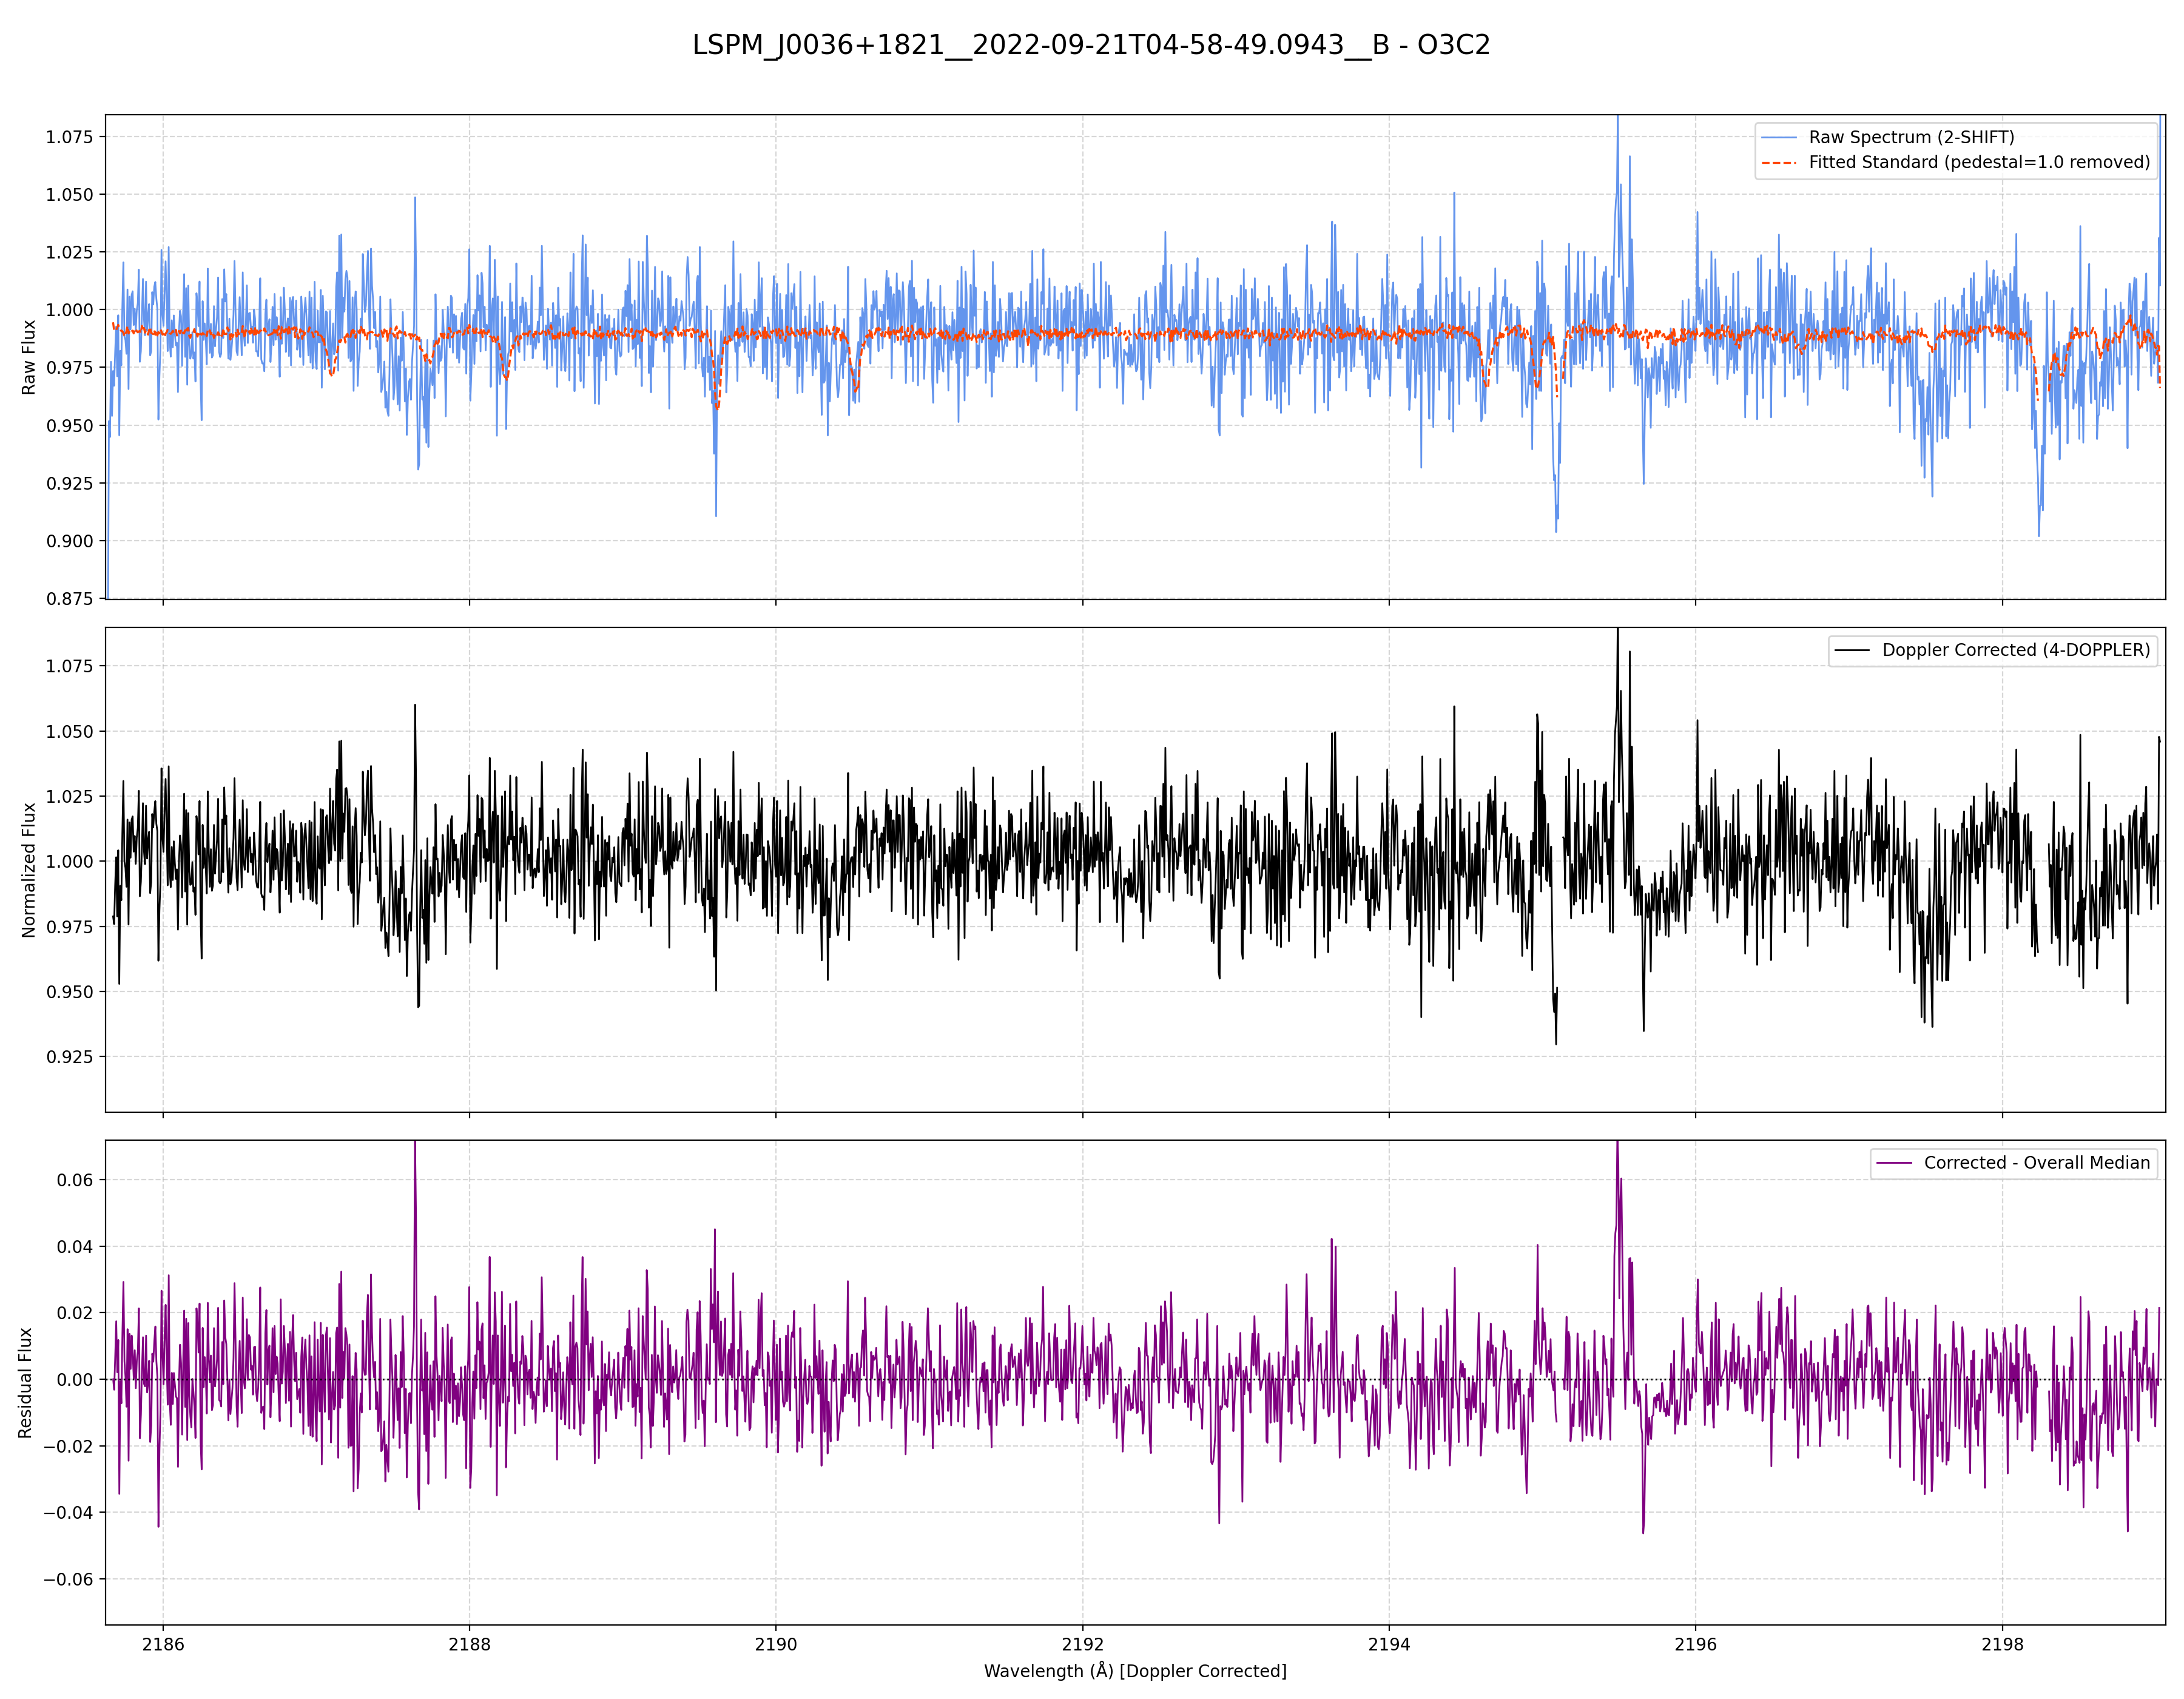 LSPM_J0036+1821__2022-09-21T04-58-49.0943__B - O3C2
1.075
1.050
1.025
1.000
0.975
0.950
0.925
0.900
0.875
Raw Flux
Raw Spectrum (2-SHIFT)
Fitted Standard (pedestal=1.0 removed)
1.075
1.050
1.025
1.000
0.975
0.950
0.925
Normalized Flux
Doppler Corrected (4-DOPPLER)
0.06
0.04
0.02
0.00
−0.02
−0.04
−0.06
Residual Flux
Corrected - Overall Median
2186 2188 2190 2192 2194 2196 2198
Wavelength (Å) [Doppler Corrected]